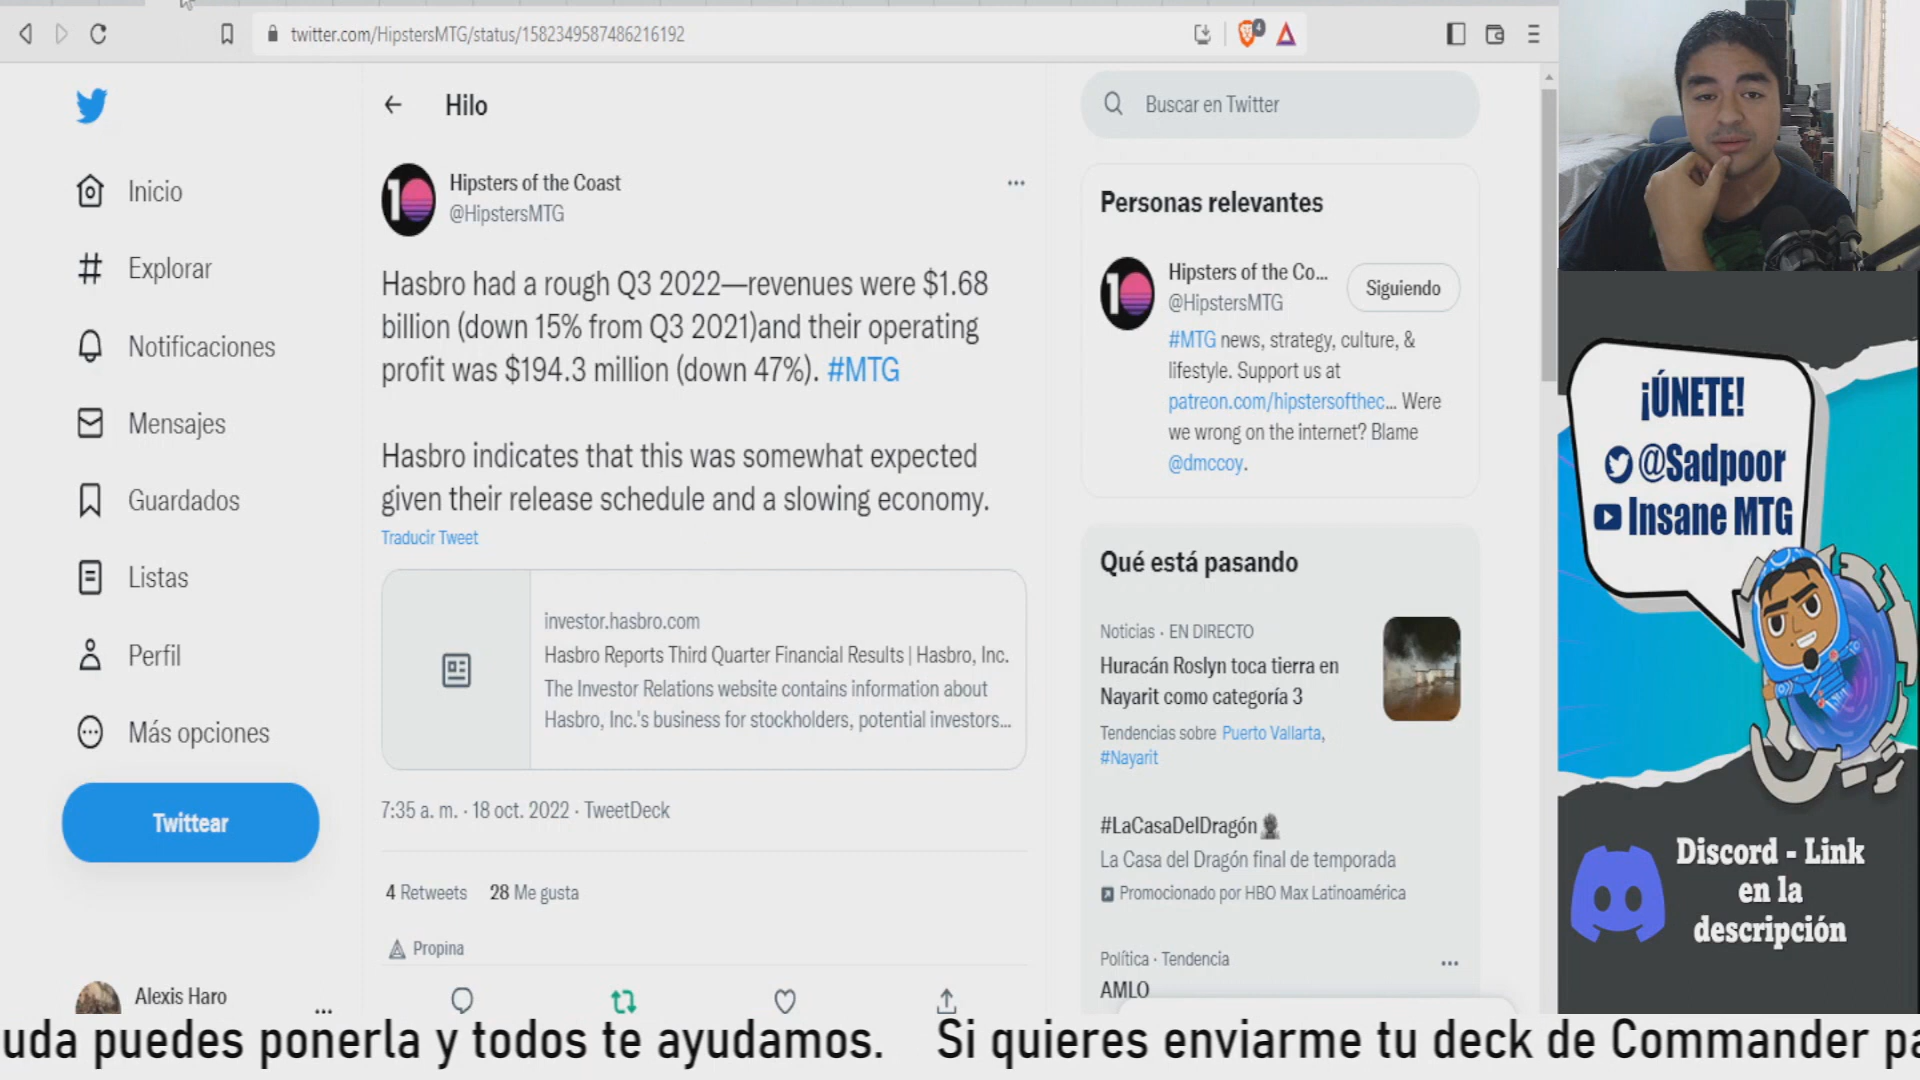 twitter.com/HipstersMTG/status/1582349587486216192
4
Inicio
Explorar
Notificaciones
Mensajes
Guardados
Listas
Perfil
Más opciones
Twittear
Alexis Haro
Hilo
Hipsters of the Coast
@HipstersMTG
Hasbro had a rough Q3 2022—revenues were $1.68
billion (down 15% from Q3 2021)and their operating
profit was $194.3 million (down 47%). #MTG
Hasbro indicates that this was somewhat expected
given their release schedule and a slowing economy.
Traducir Tweet
investor.hasbro.com
Hasbro Reports Third Quarter Financial Results | Hasbro, Inc.
The Investor Relations website contains information about
Hasbro, Inc.'s business for stockholders, potential investors...
7:35 a. m. · 18 oct. 2022 · TweetDeck
4 Retweets 28 Me gusta
Propina
Buscar en Twitter
Personas relevantes
Hipsters of the Co...
@HipstersMTG
Siguiendo
#MTG news, strategy, culture, &
lifestyle. Support us at
patreon.com/hipstersofthec... Were
we wrong on the internet? Blame
@dmccoy.
Qué está pasando
Noticias · EN DIRECTO
Huracán Roslyn toca tierra en
Nayarit como categoría 3
Tendencias sobre Puerto Vallarta,
#Nayarit
#LaCasaDelDragón
La Casa del Dragón final de temporada
Promocionado por HBO Max Latinoamérica
Política · Tendencia
AMLO
¡ÚNETE!
@Sadpoor
Insane MTG
Discord - Link
en la
descripción
uda puedes ponerla y todos te ayudamos. Si quieres enviarme tu deck de Commander pa